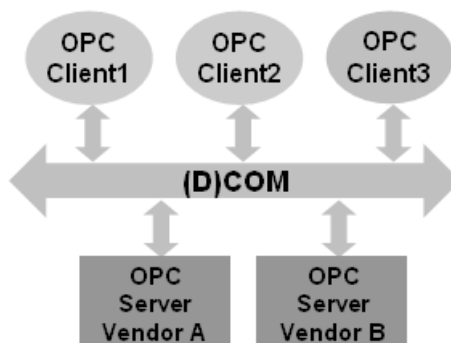 OPC
Client1
OPC
Client2
OPC
Client3
(D)COM
OPC
Server
Vendor A
OPC
Server
Vendor B